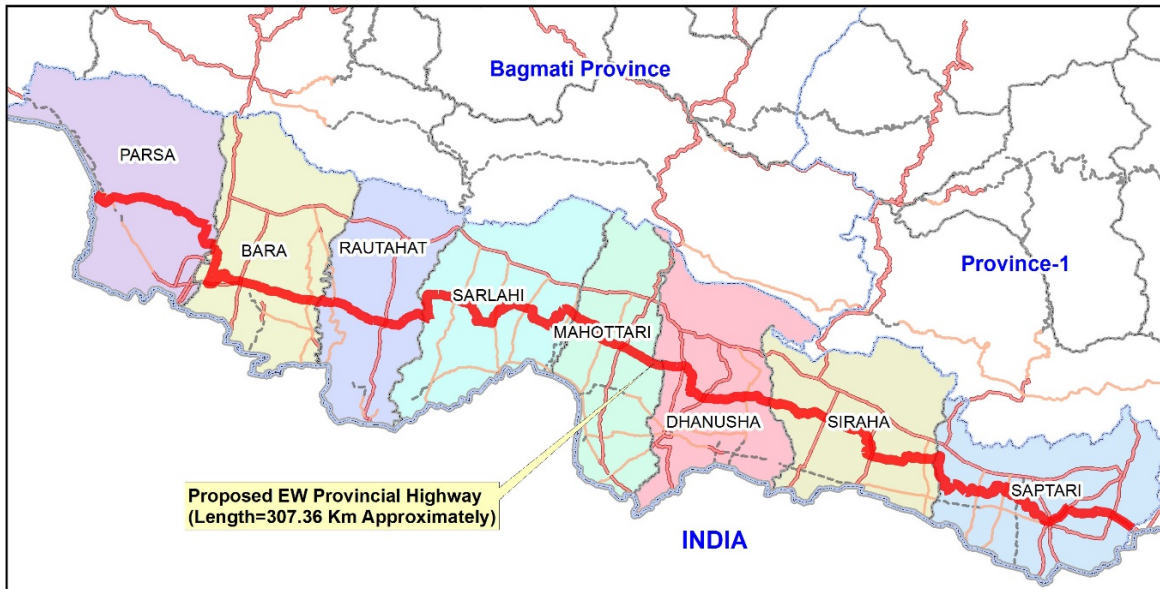 Bagmati Province
PARSA
BARA
RAUTAHAT
Province-1
SARLAHI
MAHOTTARI
DHANUSHA
SIRAHA
Proposed EW Provincial Highway
(Length=307.36 Km Approximately)
SAPTARI
INDIA